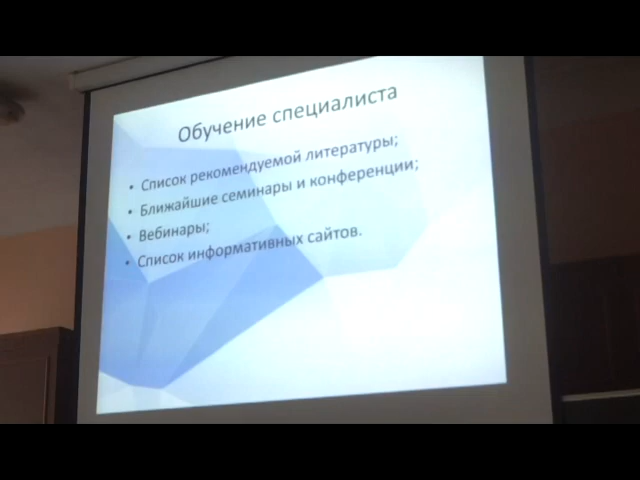 Обучение специалиста
• Список рекомендуемой литературы;
• Ближайшие семинары и конференции;
• Вебинары;
• Список информативных сайтов.